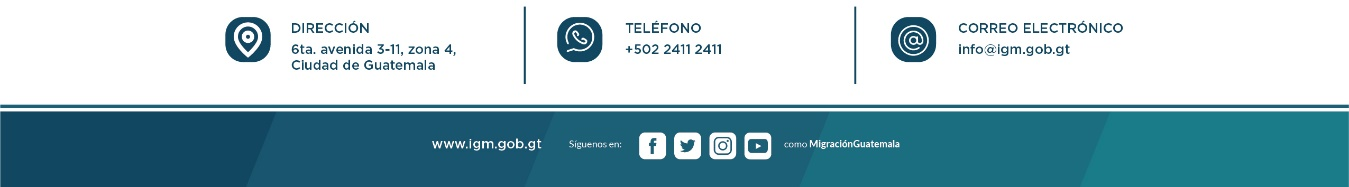 DIRECCIÓN
6ta. avenida 3-11, zona 4,
Ciudad de Guatemala
TELÉFONO
+502 2411 2411
CORREO ELECTRÓNICO
info@igm.gob.gt
www.igm.gob.gt Síguenos en: como MigraciónGuatemala